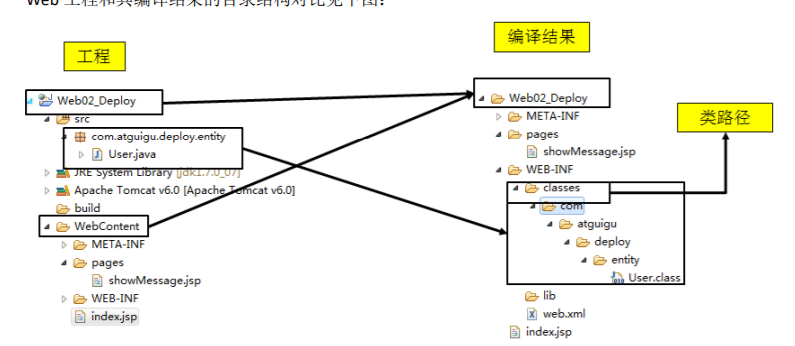 Web 工程和其编译结果的目录结构对比见下图:
工程
Web02_Deploy
src
com.atguigu.deploy.entity
User.java
JRE System Library [jdk1.7.0_07]
Apache Tomcat v6.0 [Apache Tomcat v6.0]
build
WebContent
META-INF
pages
showMessage.jsp
WEB-INF
index.jsp
编译结果
Web02_Deploy
META-INF
pages
showMessage.jsp
WEB-INF
classes
com
atguigu
deploy
entity
User.class
lib
web.xml
index.jsp
类路径